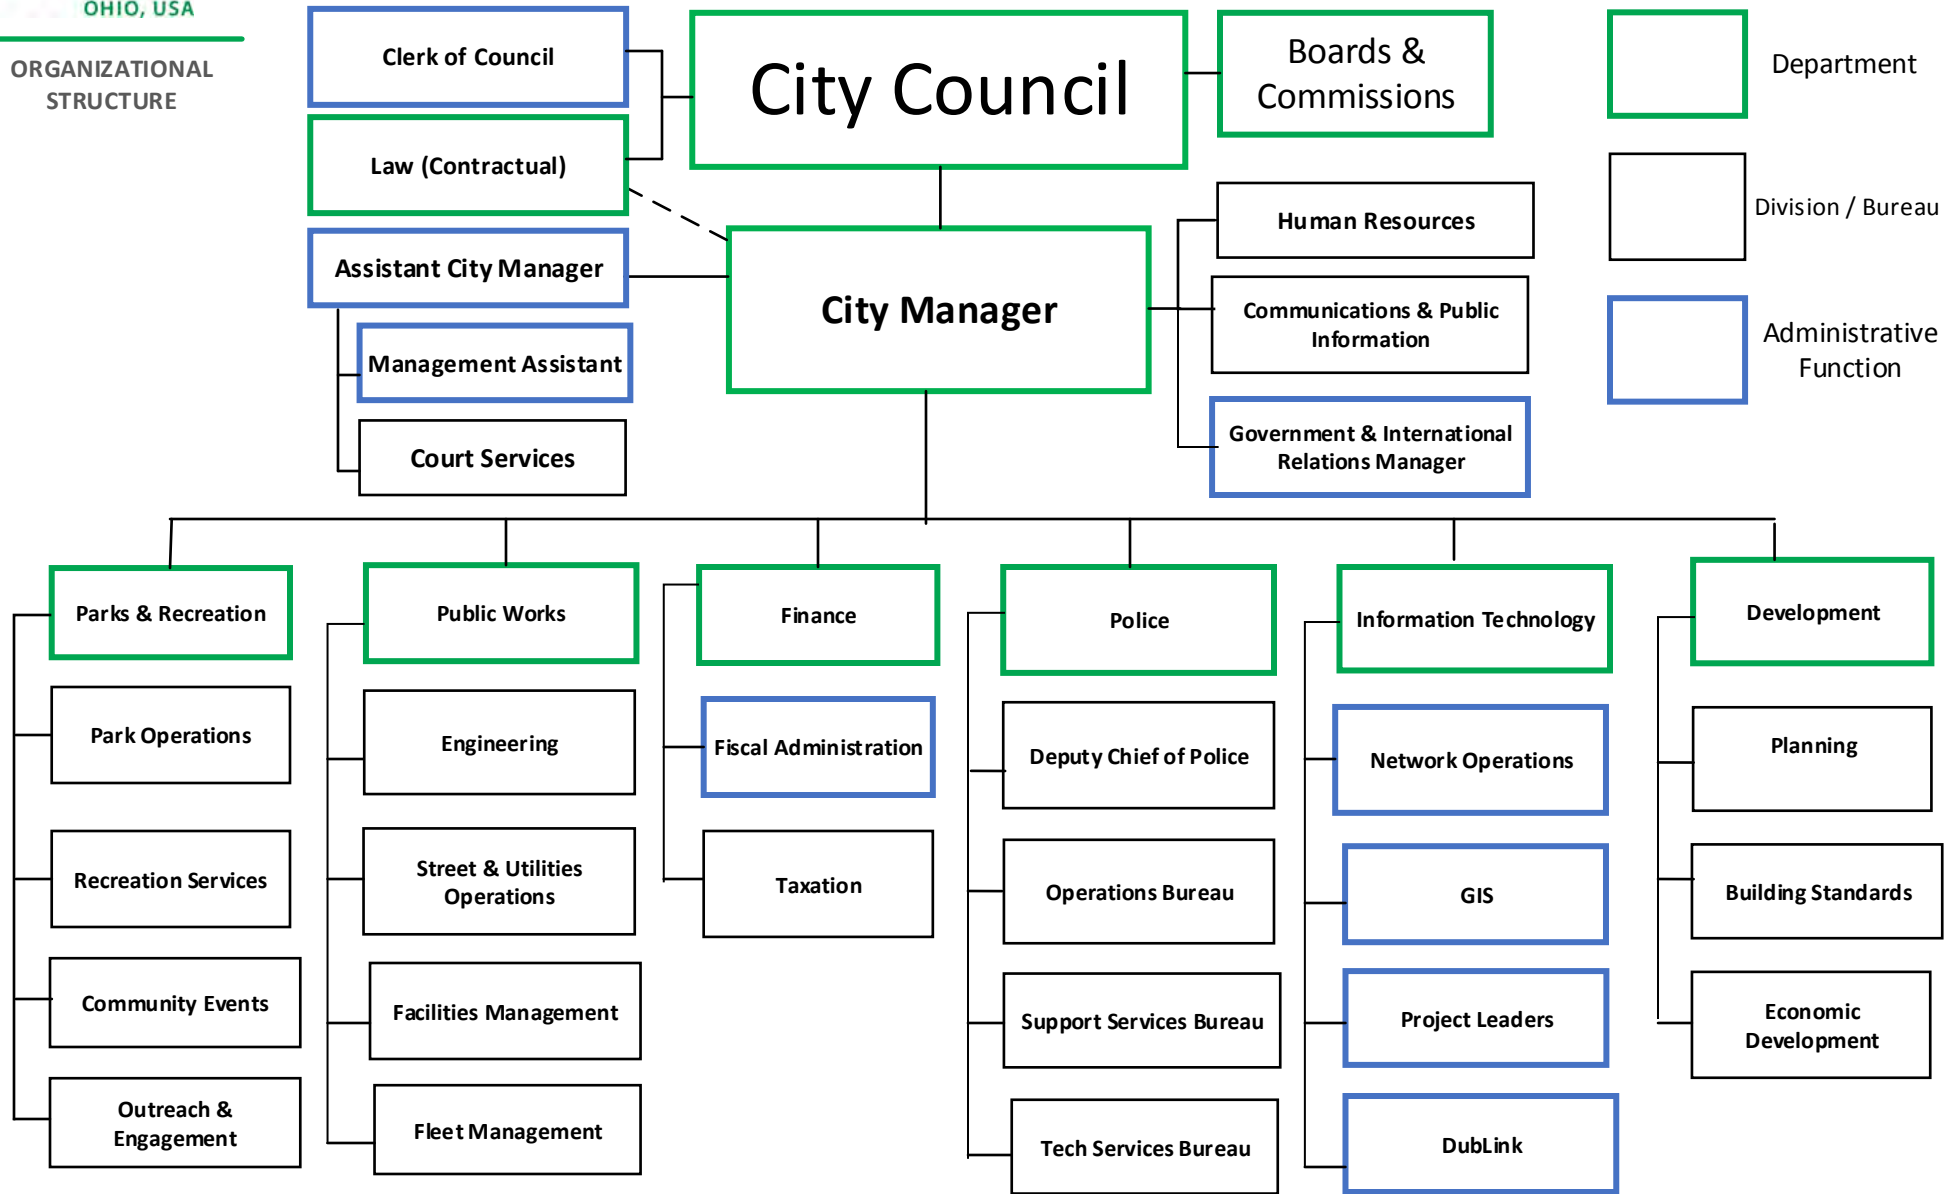 OHIO, USA
ORGANIZATIONAL
STRUCTURE
Clerk of Council
Law (Contractual)
City Council
Boards &
Commissions
Department
Division / Bureau
Administrative
Function
Assistant City Manager
Management Assistant
Court Services
City Manager
Human Resources
Communications & Public
Information
Government & International
Relations Manager
Parks & Recreation
Park Operations
Recreation Services
Community Events
Outreach &
Engagement
Public Works
Engineering
Street & Utilities
Operations
Facilities Management
Fleet Management
Finance
Fiscal Administration
Taxation
Police
Deputy Chief of Police
Operations Bureau
Support Services Bureau
Tech Services Bureau
Information Technology
Network Operations
GIS
Project Leaders
DubLink
Development
Planning
Building Standards
Economic
Development